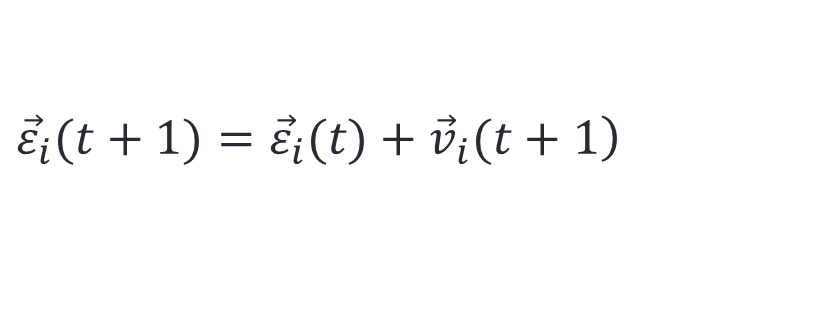 ε⃗ᵢ(t + 1) = ε⃗ᵢ(t) + v⃗ᵢ(t + 1)